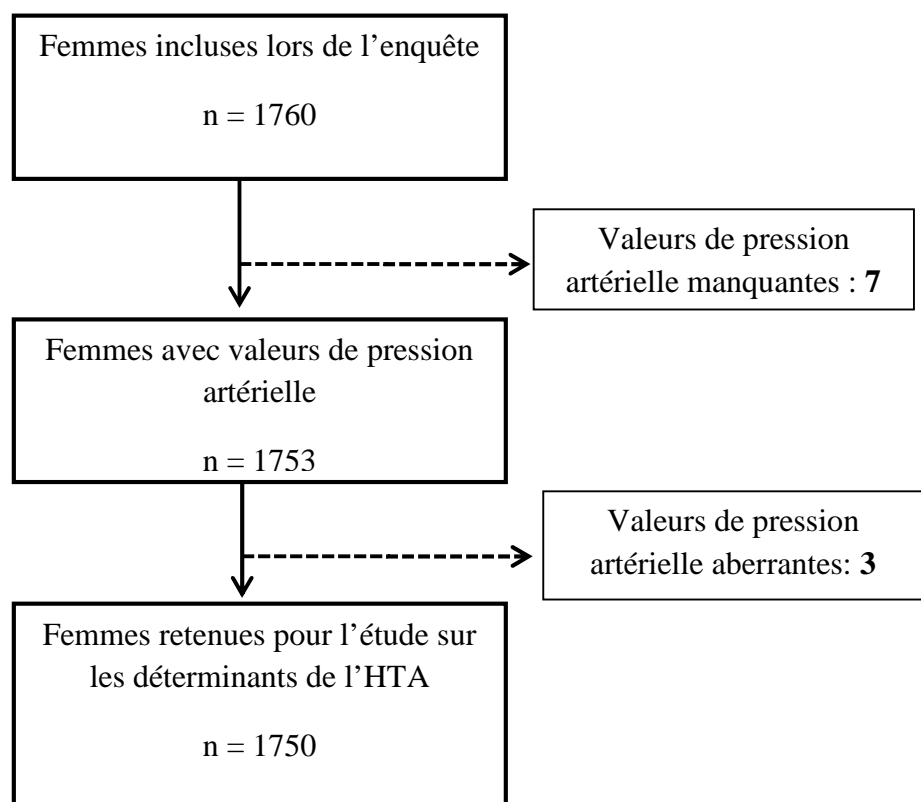 Femmes incluses lors de l’enquête
n = 1760
Valeurs de pression
artérielle manquantes : 7
Femmes avec valeurs de pression
artérielle
n = 1753
Valeurs de pression
artérielle aberrantes: 3
Femmes retenues pour l’étude sur
les déterminants de l’HTA
n = 1750